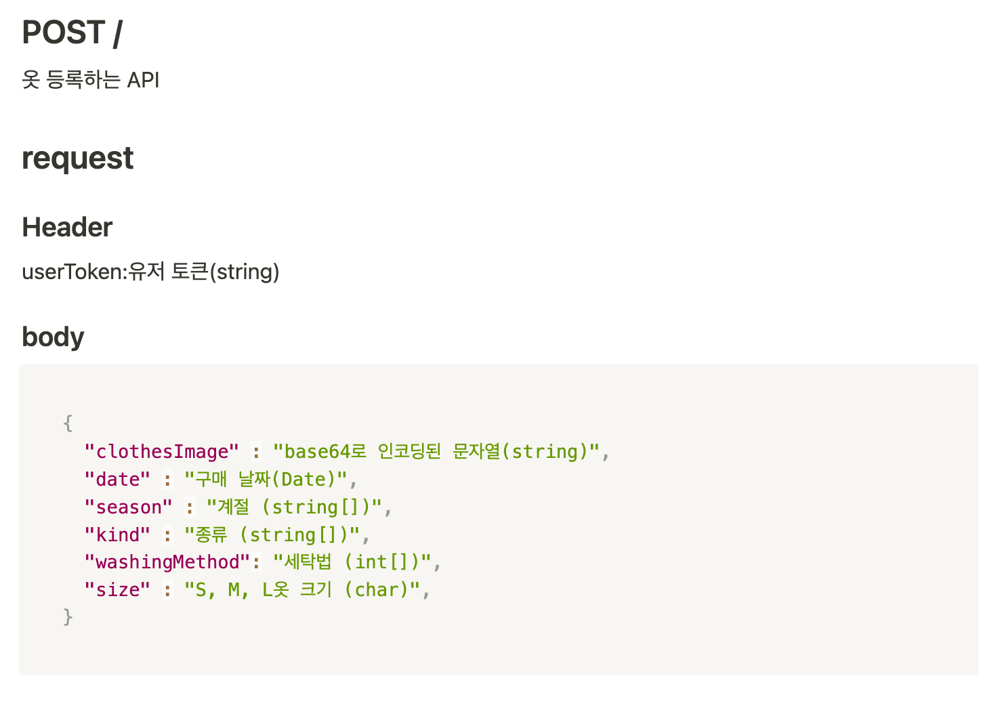 POST /
옷 등록하는 API
request
Header
userToken:유저 토큰(string)
body
{
"clothesImage" : "base64로 인코딩된 문자열(string)",
"date" : "구매 날짜(Date)",
"season" : "계절 (string[])",
"kind" : "종류 (string[])",
"washingMethod": "세탁법 (int[])",
"size" : "S, M, L옷 크기 (char)",
}